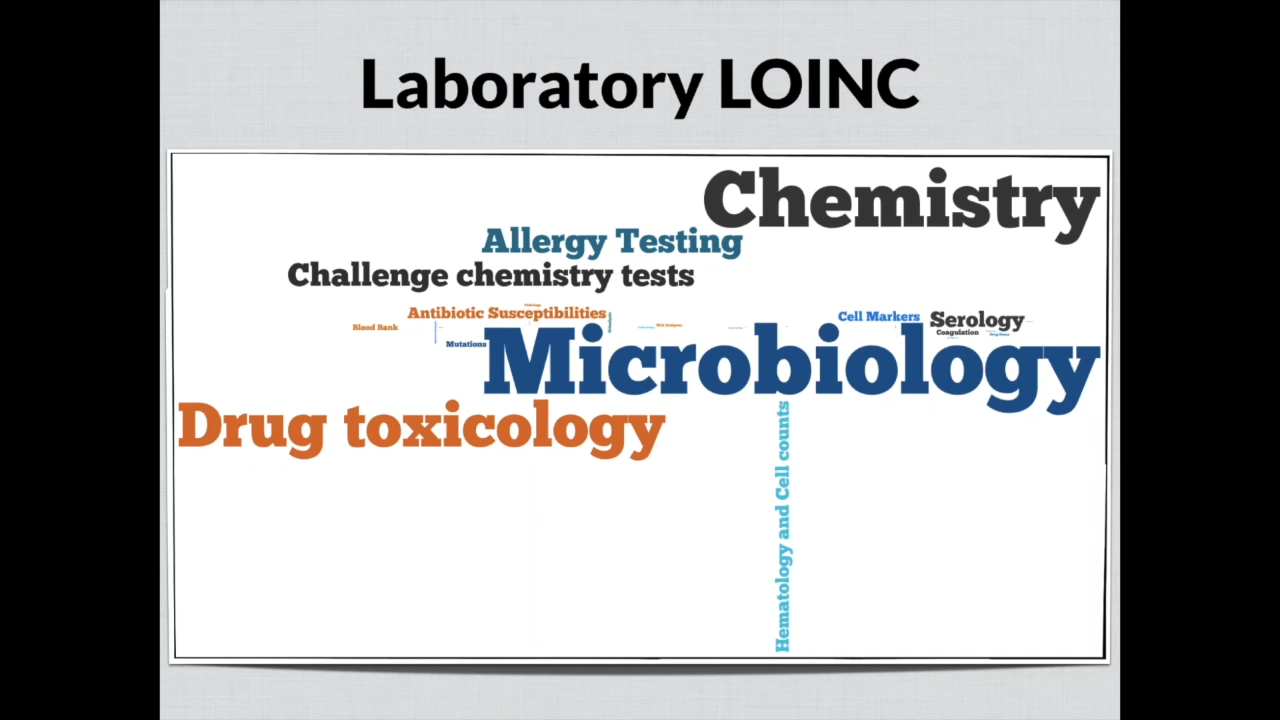 Laboratory LOINC
Chemistry
Allergy Testing
Challenge chemistry tests
Antibiotic Susceptibilities
Blood Bank
Cell Markers
Serology
Coagulation
Mutations
Microbiology
Drug toxicology
Hematology and Cell counts